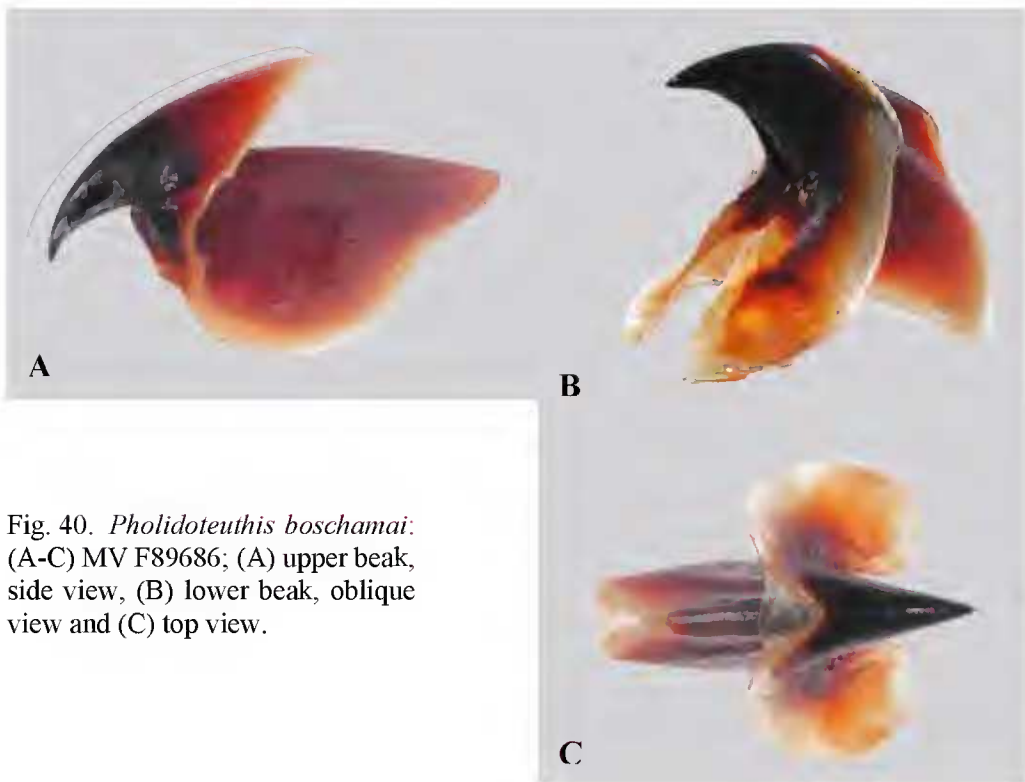 A
B
Fig. 40. Pholidoteuthis boschamai:
(A-C) MV F89686; (A) upper beak,
side view, (B) lower beak, oblique
view and (C) top view.
C